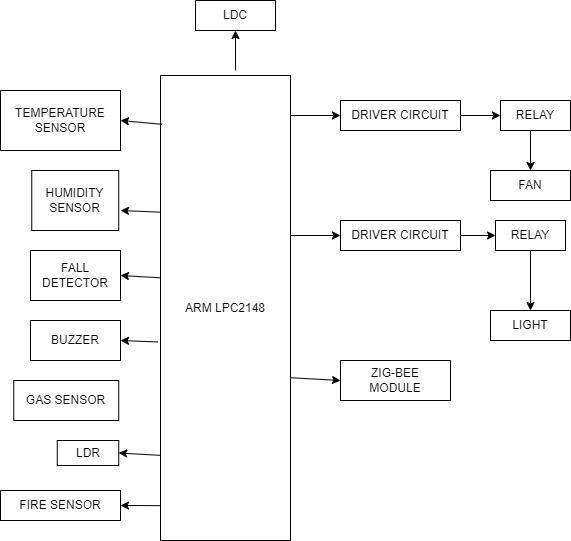 LDC
TEMPERATURE
SENSOR
HUMIDITY
SENSOR
FALL
DETECTOR
BUZZER
GAS SENSOR
LDR
FIRE SENSOR
ARM LPC2148
DRIVER CIRCUIT
RELAY
FAN
DRIVER CIRCUIT
RELAY
LIGHT
ZIG-BEE
MODULE